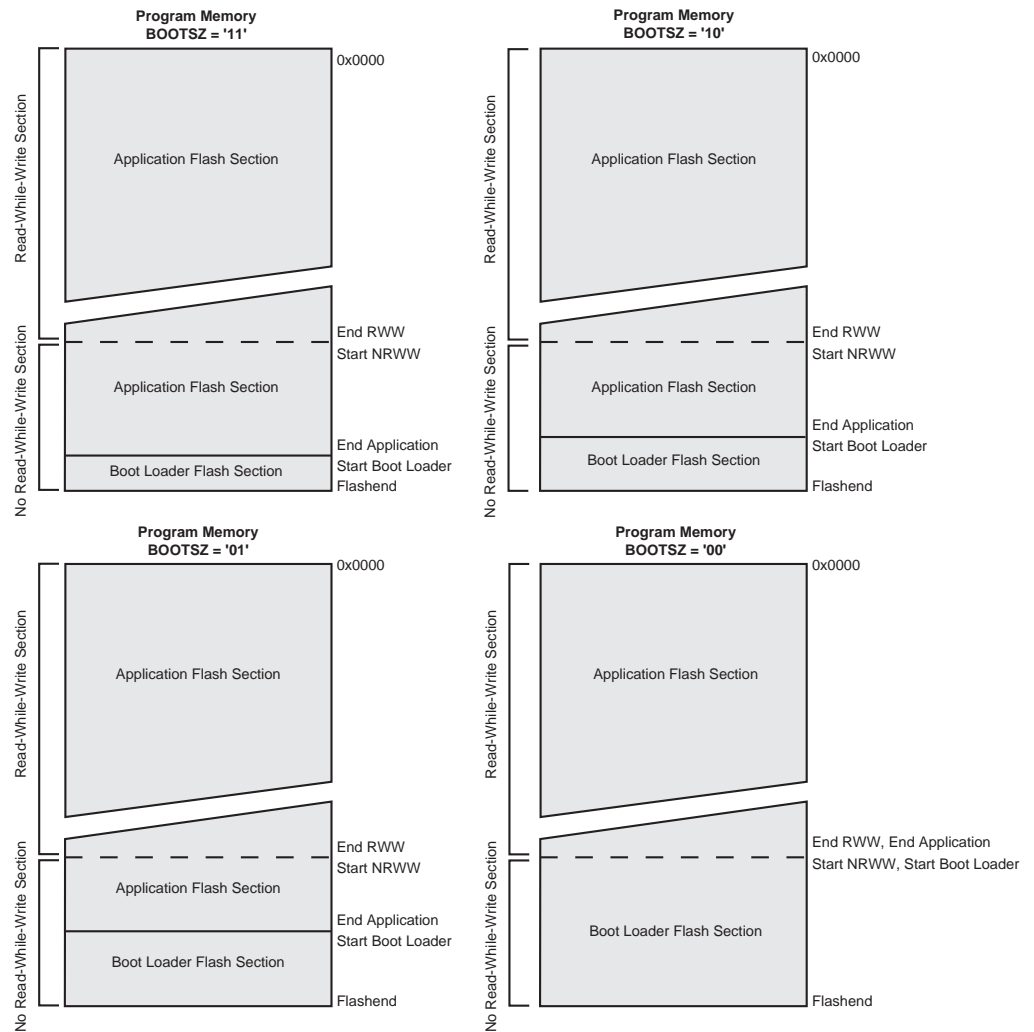 Program Memory
BOOTSZ = '11'
0x0000
Read-While-Write Section
Application Flash Section
End RWW
Start NRWW
No Read-While-Write Section
Application Flash Section
End Application
Start Boot Loader
Boot Loader Flash Section
Flashend
Program Memory
BOOTSZ = '10'
0x0000
Read-While-Write Section
Application Flash Section
End RWW
Start NRWW
No Read-While-Write Section
Application Flash Section
End Application
Start Boot Loader
Boot Loader Flash Section
Flashend
Program Memory
BOOTSZ = '01'
0x0000
Read-While-Write Section
Application Flash Section
End RWW
Start NRWW
No Read-While-Write Section
Application Flash Section
End Application
Start Boot Loader
Boot Loader Flash Section
Flashend
Program Memory
BOOTSZ = '00'
0x0000
Read-While-Write Section
Application Flash Section
End RWW, End Application
Start NRWW, Start Boot Loader
No Read-While-Write Section
Boot Loader Flash Section
Flashend